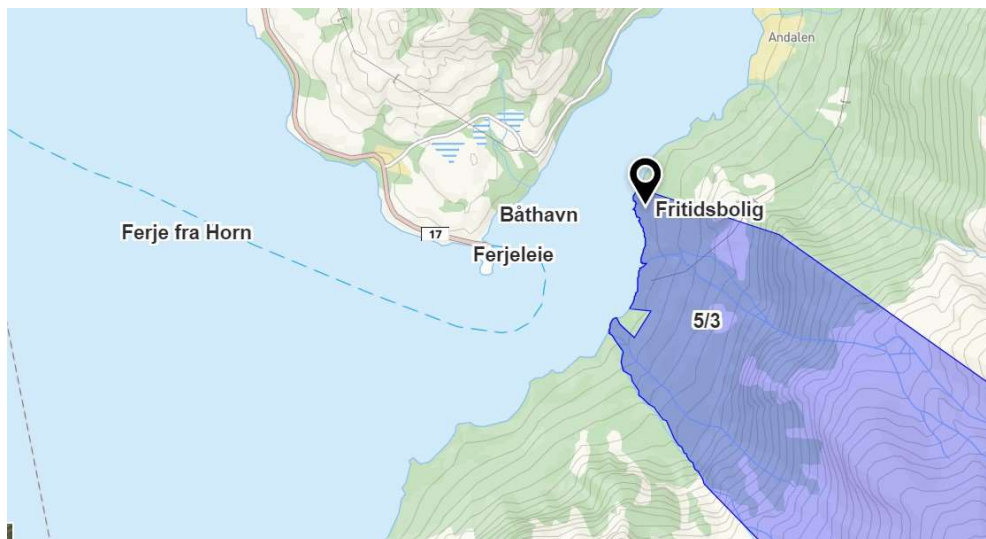 Andalen
Fritidsbolig
Båthavn
Ferje fra Horn
17
Ferjeleie
5/3